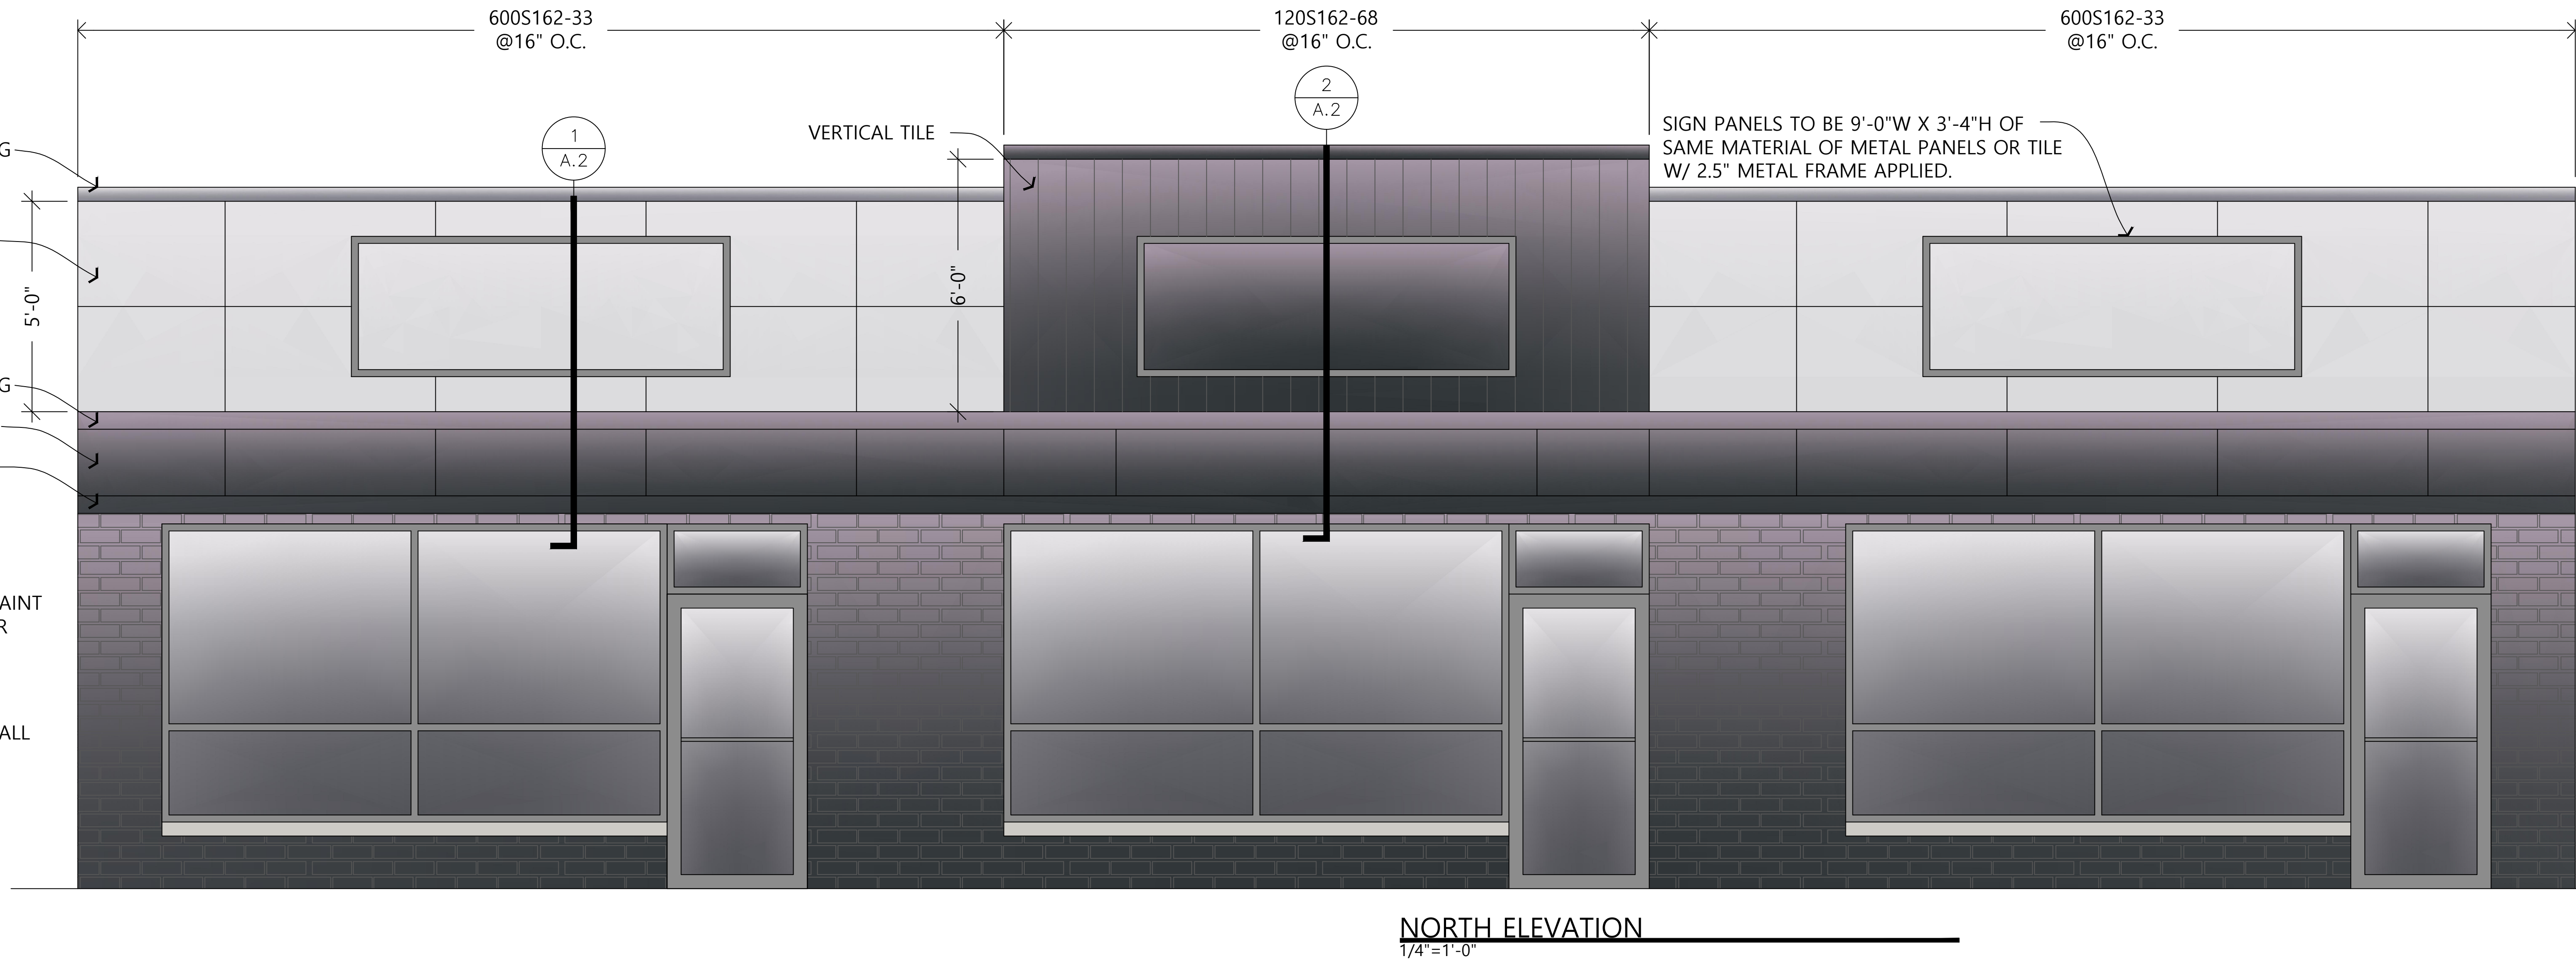 600S162-33
@16" O.C.
120S162-68
@16" O.C.
600S162-33
@16" O.C.
1
A.2
2
A.2
VERTICAL TILE
SIGN PANELS TO BE 9'-0"W X 3'-4"H OF
SAME MATERIAL OF METAL PANELS OR TILE
W/ 2.5" METAL FRAME APPLIED.
G
5'-0"
6'-0"
G
AINT
R
ALL
NORTH ELEVATION
1/4"=1'-0"